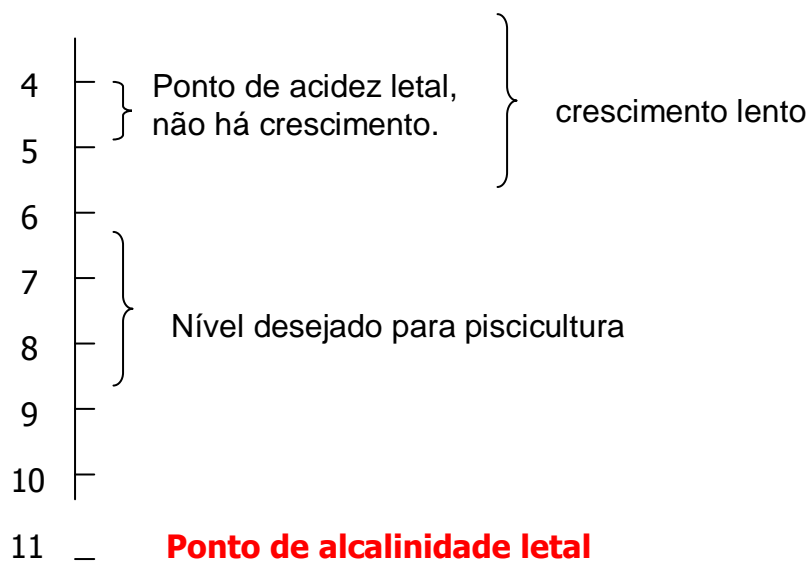 4
Ponto de acidez letal,
não há crescimento.
crescimento lento
5
6
7
Nível desejado para piscicultura
8
9
10
11
Ponto de alcalinidade letal